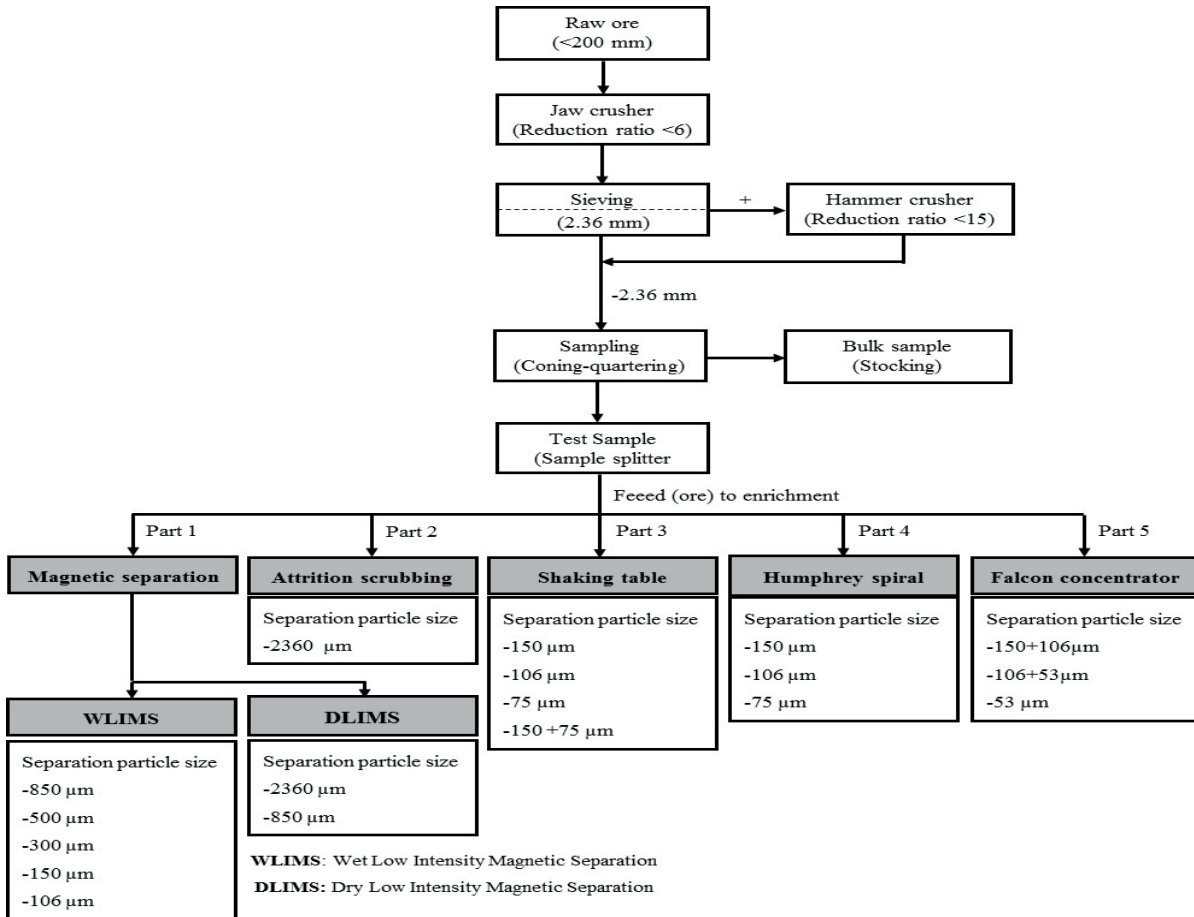 Raw ore
(<200 mm)
Jaw crusher
(Reduction ratio <6)
Sieving
(2.36 mm)
+
Hammer crusher
(Reduction ratio <15)
-2.36 mm
Sampling
(Coning-quartering)
Bulk sample
(Stocking)
Test Sample
(Sample splitter
Feeed (ore) to enrichment
Part 1
Part 2
Part 3
Part 4
Part 5
Magnetic separation
Attrition scrubbing
Separation particle size
-2360 µm
Shaking table
Separation particle size
-150 µm
-106 µm
-75 µm
-150 +75 µm
Humphrey spiral
Separation particle size
-150 µm
-106 µm
-75 µm
Falcon concentrator
Separation particle size
-150+106µm
-106+53µm
-53 µm
WLIMS
Separation particle size
-850 µm
-500 µm
-300 µm
-150 µm
-106 µm
DLIMS
Separation particle size
-2360 µm
-850 µm
WLIMS: Wet Low Intensity Magnetic Separation
DLIMS: Dry Low Intensity Magnetic Separation